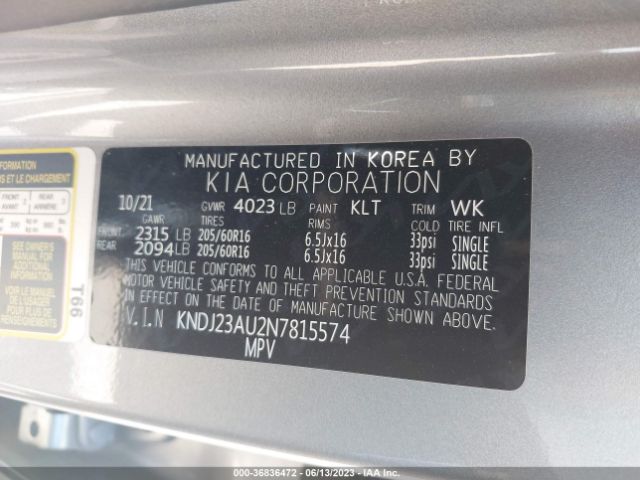 FORMATION
S ET LE CHARGEMENT
FRONT
AVANT
2
REAR
ARRIÈRE
3
SEE OWNER'S
MANUAL FOR
ADDITIONAL
INFORMATION
VOIR LE MANUEL
DE L'USAGER
POUR PLUS DE
T66
MANUFACTURED IN KOREA BY
KIA CORPORATION
10/21 GVWR 4023 LB PAINT KLT TRIM WK
GAWR TIRES RIMS COLD TIRE INFL
FRONT 2315 LB 205/60R16 6.5Jx16 33psi SINGLE
REAR 2094 LB 205/60R16 6.5Jx16 33psi SINGLE
THIS VEHICLE CONFORMS TO ALL APPLICABLE U.S.A. FEDERAL
MOTOR VEHICLE SAFETY AND THEFT PREVENTION STANDARDS
IN EFFECT ON THE DATE OF MANUFACTURE SHOWN ABOVE.
V.I.N KNDJ23AU2N7815574
MPV
000-36836472 — 06/13/2023 — IAA Inc.